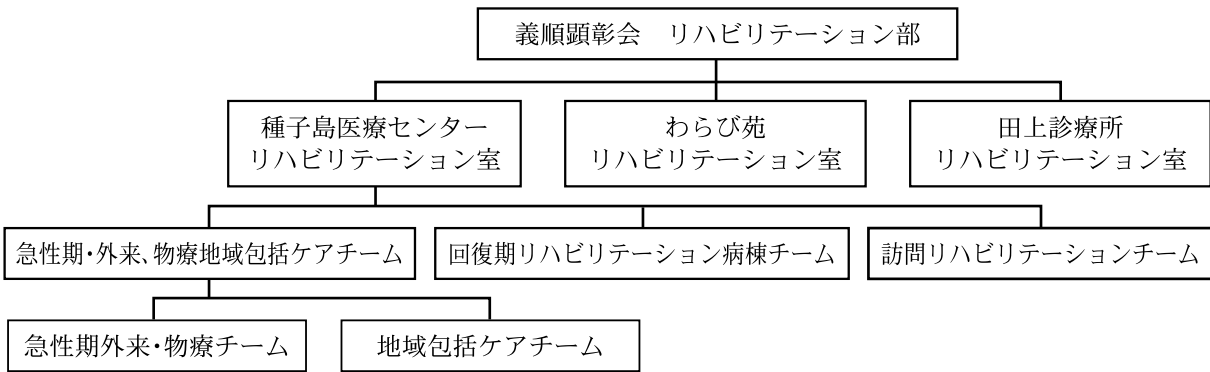 義順顕彰会　リハビリテーション部
種子島医療センター
リハビリテーション室
わらび苑
リハビリテーション室
田上診療所
リハビリテーション室
急性期・外来、物療地域包括ケアチーム
回復期リハビリテーション病棟チーム
訪問リハビリテーションチーム
急性期外来・物療チーム
地域包括ケアチーム